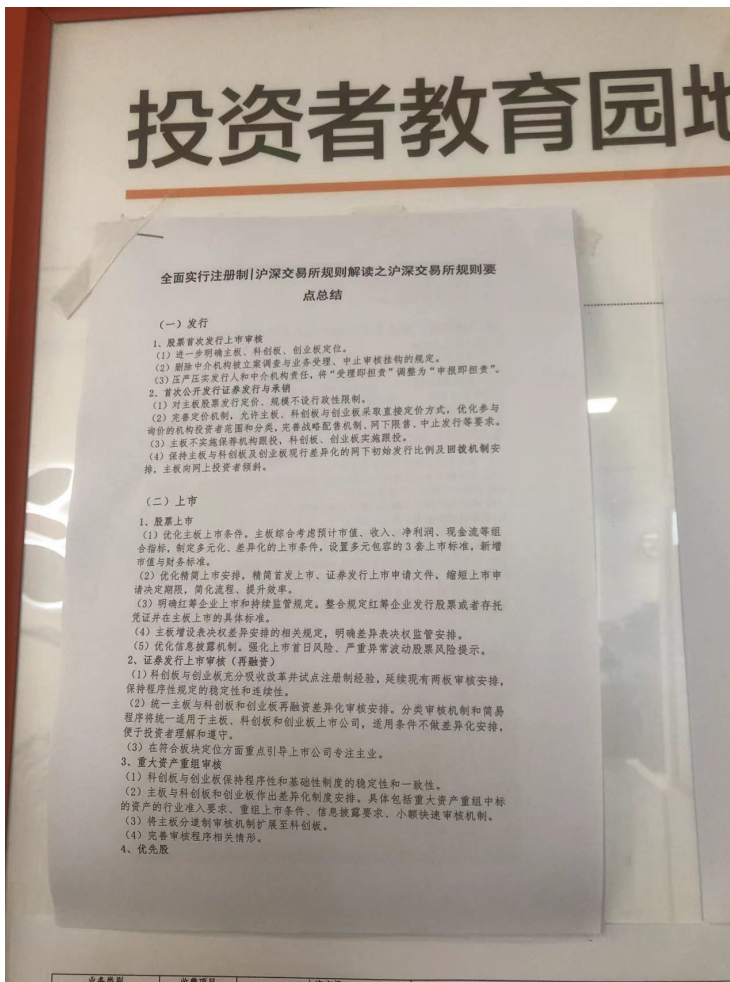 投资者教育园地
全面实行注册制|沪深交易所规则解读之沪深交易所规则要
点总结
（一）发行
1、股票首次发行上市审核
（1）进一步明确主板、科创板、创业板定位。
（2）删除中介机构被立案调查与业务受理、中止审核挂钩的规定。
（3）压严压实发行人和中介机构责任，将“受理即担责”调整为“申报即担责”。
2、首次公开发行证券发行与承销
（1）对主板股票发行定价、规模不设行政性限制。
（2）完善定价机制，允许主板、科创板与创业板采取直接定价方式，优化参与
询价的机构投资者范围和分类，完善战略配售机制、网下限售、中止发行等要求。
（3）主板不实施保荐机构跟投，科创板、创业板实施跟投。
（4）保持主板与科创板及创业板现行差异化的网下初始发行比例及回拨机制安
排，主板向网上投资者倾斜。
（二）上市
1、股票上市
（1）优化主板上市条件。主板综合考虑预计市值、收入、净利润、现金流等组
合指标，制定多元化、差异化的上市条件，设置多元包容的3套上市标准，新增
市值与财务标准。
（2）优化精简上市安排，精简首发上市、证券发行上市申请文件，缩短上市申
请决定期限，简化流程、提升效率。
（3）明确红筹企业上市和持续监管规定。整合规定红筹企业发行股票或者存托
凭证并在主板上市的具体标准。
（4）主板增设表决权差异安排的相关规定，明确差异表决权监管安排。
（5）优化信息披露机制。强化上市首日风险、严重异常波动股票风险提示。
2、证券发行上市审核（再融资）
（1）科创板与创业板充分吸收改革并试点注册制经验，延续现有两板审核安排，
保持程序性规定的稳定性和连续性。
（2）统一主板与科创板和创业板再融资差异化审核安排。分类审核机制和简易
程序将统一适用于主板、科创板和创业板上市公司，适用条件不做差异化安排，
便于投资者理解和遵守。
（3）在符合板块定位方面重点引导上市公司专注主业。
3、重大资产重组审核
（1）科创板与创业板保持程序性和基础性制度的稳定性和一致性。
（2）主板与科创板和创业板作出差异化制度安排。具体包括重大资产重组中标
的资产的行业准入要求、重组上市条件、信息披露要求、小额快速审核机制。
（3）将主板分道制审核机制扩展至科创板。
（4）完善审核程序相关情形。
4、优先股
业务类别 收费项目